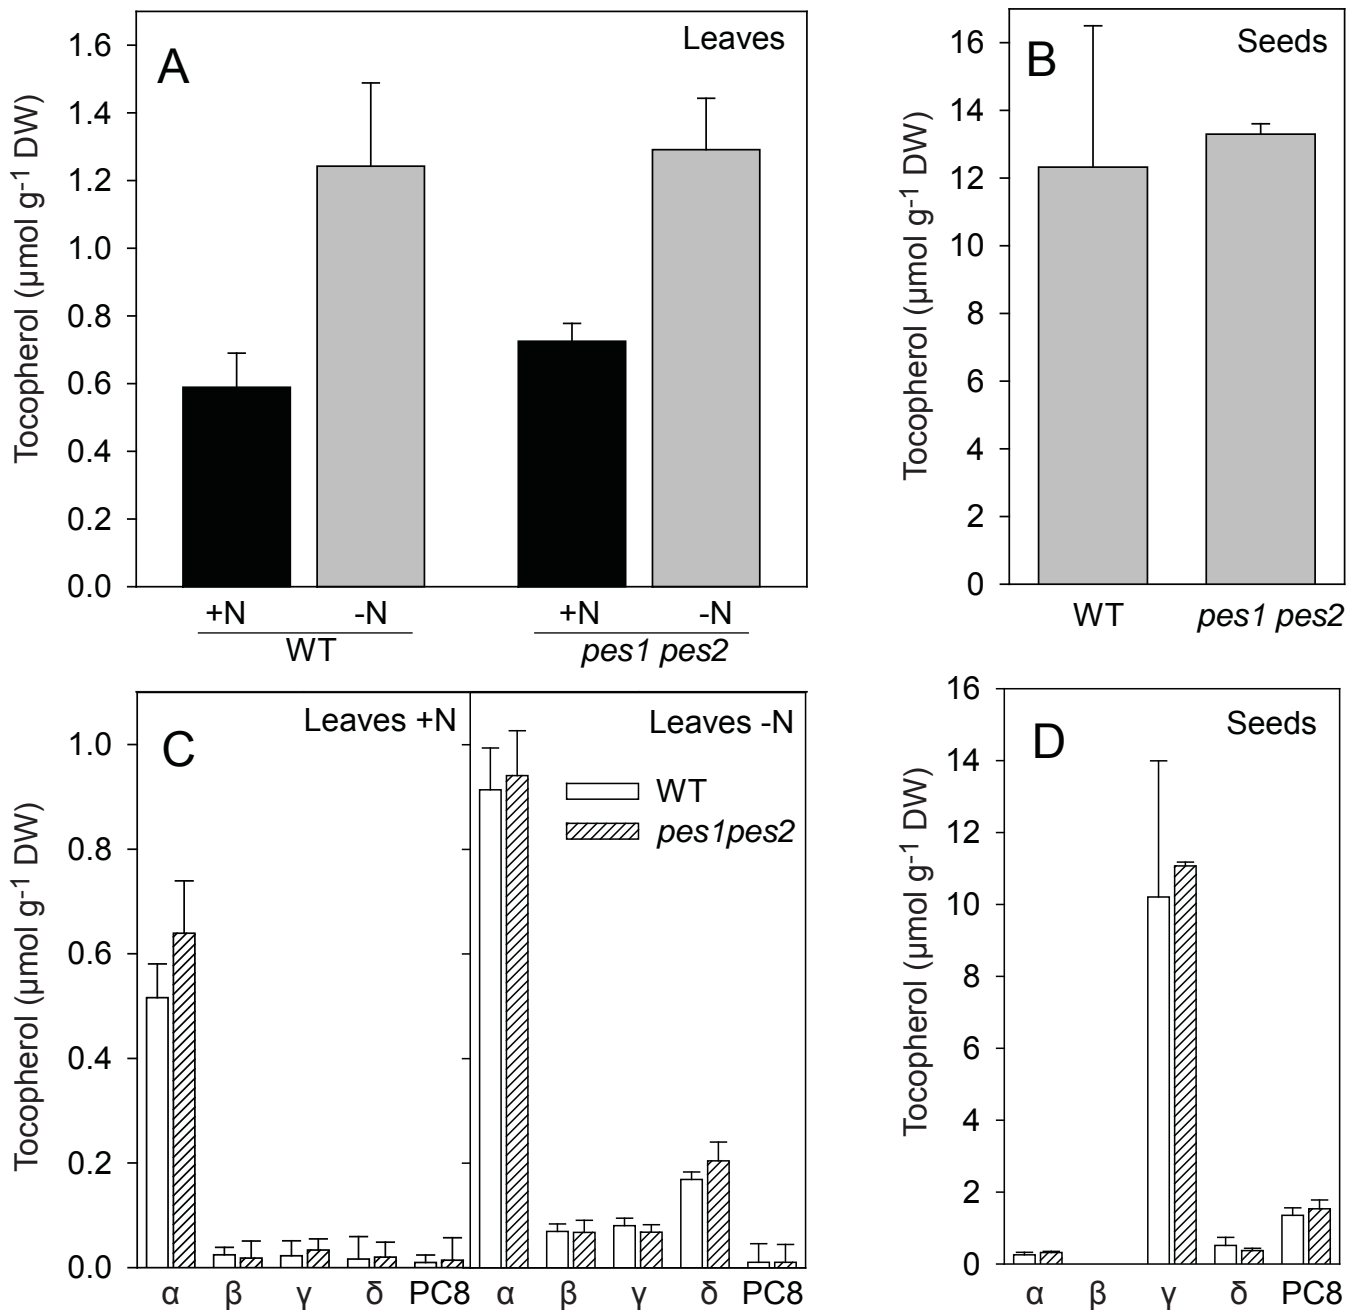 A
Leaves
Tocopherol (µmol g⁻¹ DW)
1.6
1.4
1.2
1.0
0.8
0.6
0.4
0.2
0.0
+N -N +N -N
WT pes1 pes2
B
Seeds
Tocopherol (µmol g⁻¹ DW)
16
14
12
10
8
6
4
2
0
WT pes1 pes2
C
Leaves +N Leaves -N
WT
pes1pes2
Tocopherol (µmol g⁻¹ DW)
1.0
0.8
0.6
0.4
0.2
0.0
α β γ δ PC8 α β γ δ PC8
D
Seeds
Tocopherol (µmol g⁻¹ DW)
16
14
12
10
8
6
4
2
0
α β γ δ PC8